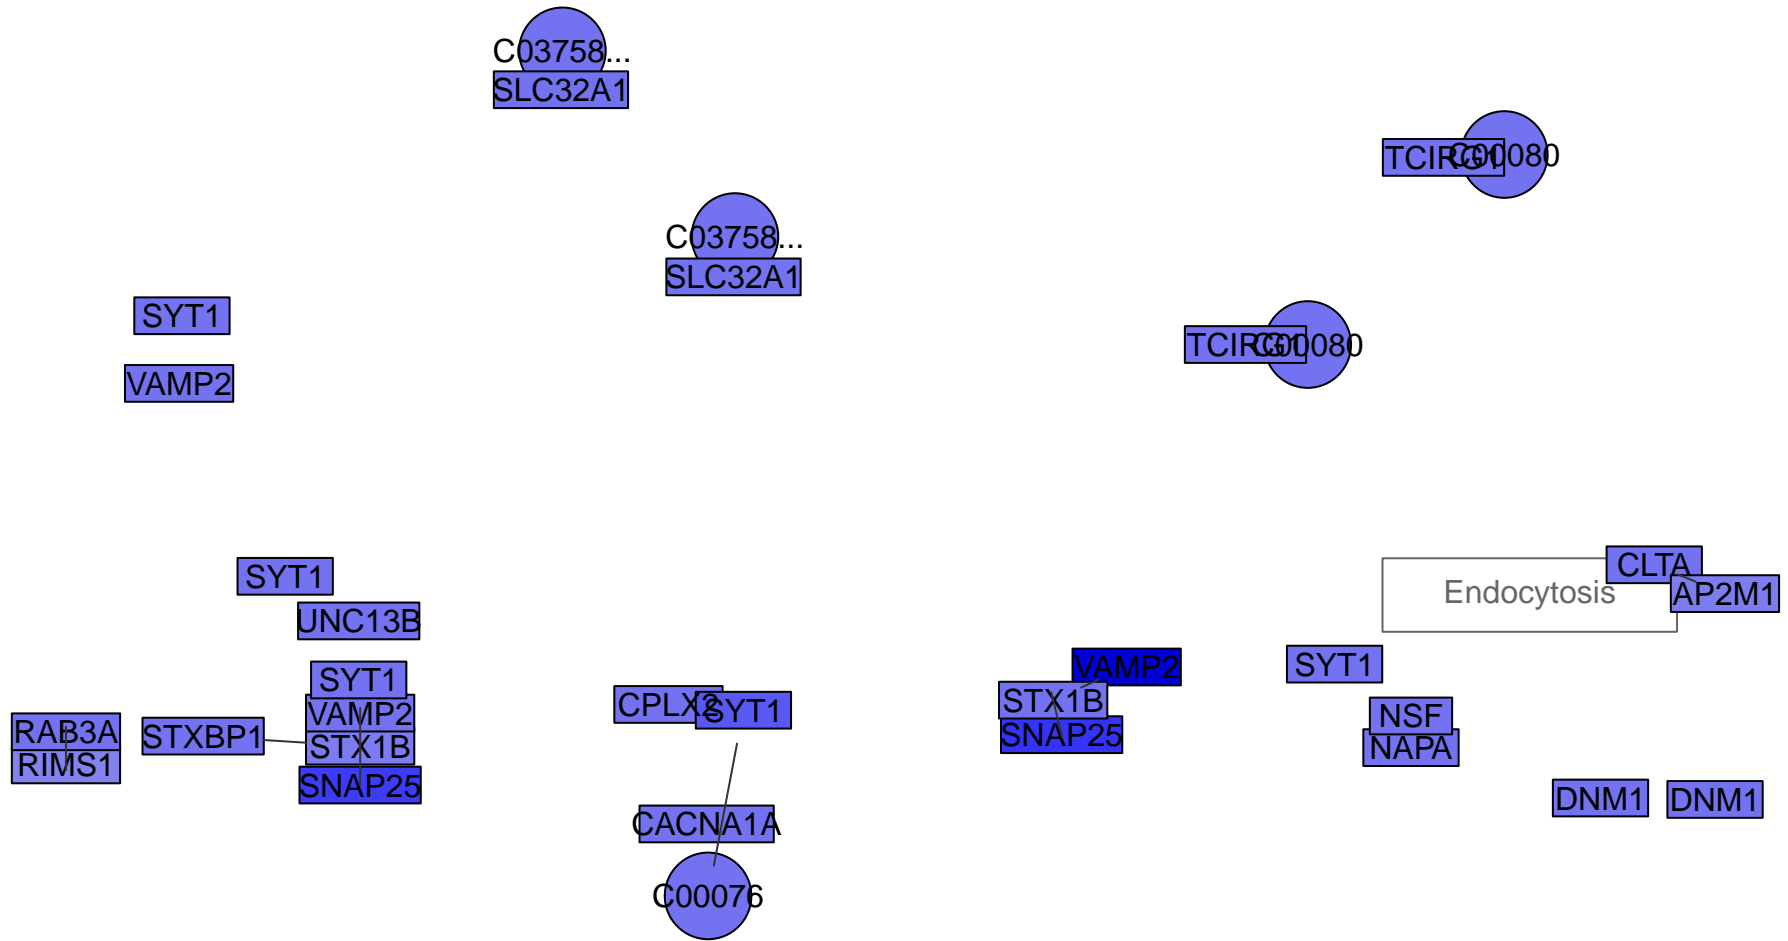 C03758...
SLC32A1
TCIRG1
C00080
C03758...
SLC32A1
SYT1
TCIRG1
C00080
VAMP2
SYT1
CLTA
Endocytosis
AP2M1
UNC13B
SYT1
VAMP2
SYT1
CPLX2
SYT1
STX1B
VAMP2
NSF
RAB3A
STXBP1
STX1B
SNAP25
NAPA
RIMS1
SNAP25
DNM1
DNM1
CACNA1A
C00076